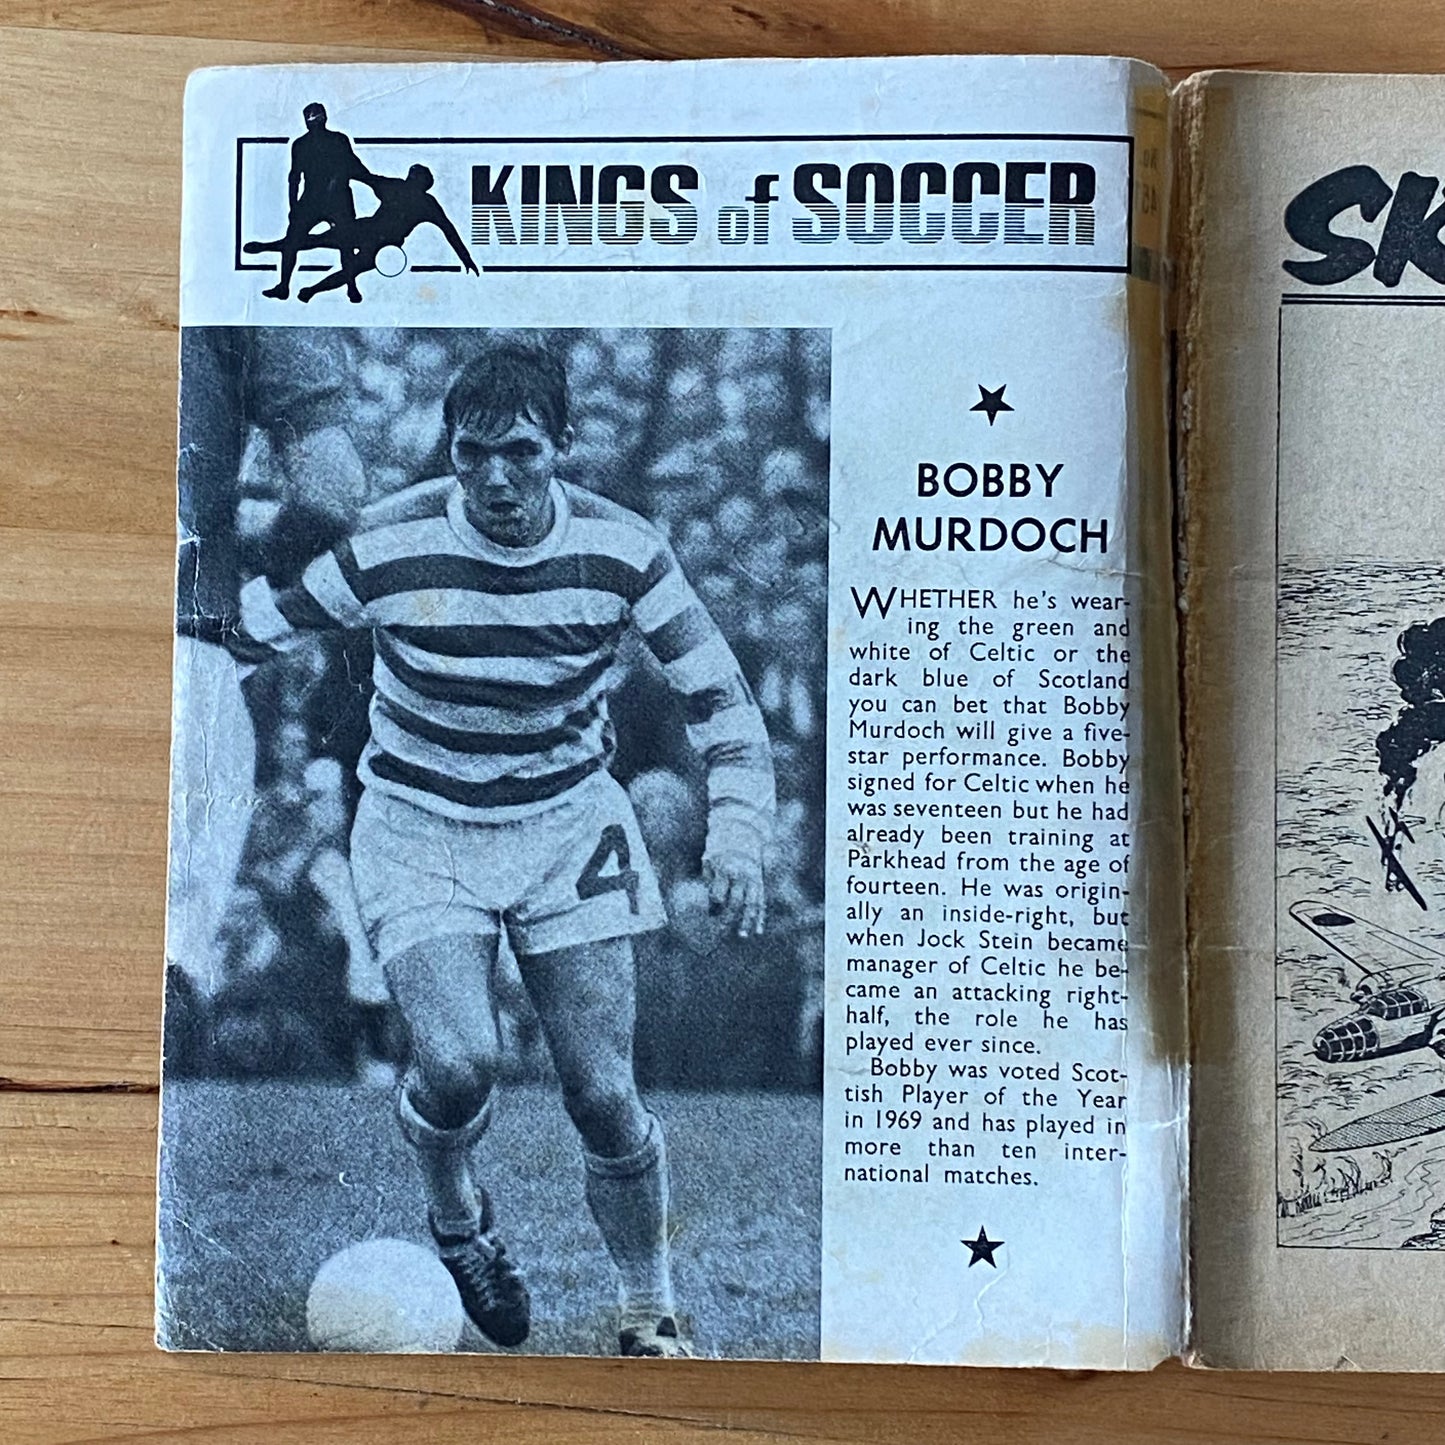 KINGS of SOCCER
BOBBY
MURDOCH
WHETHER he's wear-
ing the green and
white of Celtic or the
dark blue of Scotland
you can bet that Bobby
Murdoch will give a five-
star performance. Bobby
signed for Celtic when he
was seventeen but he had
already been training at
Parkhead from the age of
fourteen. He was origin-
ally an inside-right, but
when Jock Stein became
manager of Celtic he be-
came an attacking right-
half, the role he has
played ever since.
Bobby was voted Scot-
tish Player of the Year
in 1969 and has played in
more than ten inter-
national matches.
4
SK